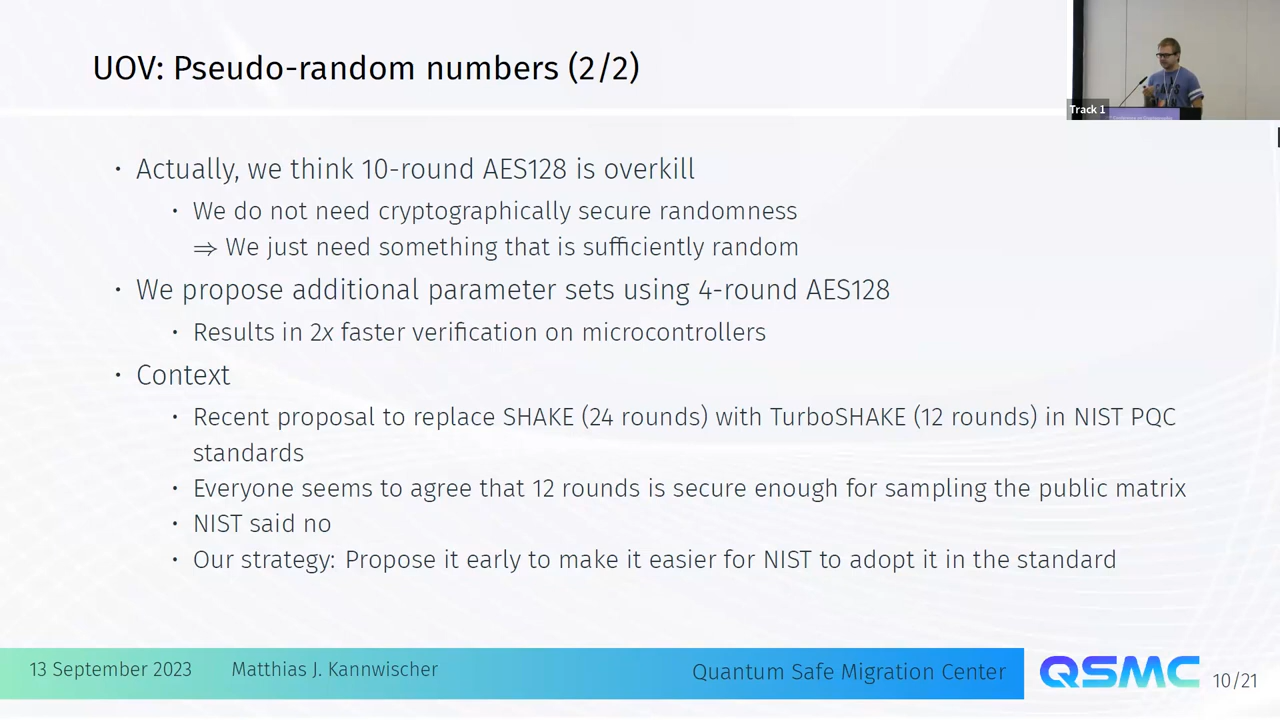 UOV: Pseudo-random numbers (2/2)
Track 1
• Actually, we think 10-round AES128 is overkill
• We do not need cryptographically secure randomness
⇒ We just need something that is sufficiently random
• We propose additional parameter sets using 4-round AES128
• Results in 2x faster verification on microcontrollers
• Context
• Recent proposal to replace SHAKE (24 rounds) with TurboSHAKE (12 rounds) in NIST PQC
standards
• Everyone seems to agree that 12 rounds is secure enough for sampling the public matrix
• NIST said no
• Our strategy: Propose it early to make it easier for NIST to adopt it in the standard
13 September 2023 Matthias J. Kannwischer Quantum Safe Migration Center QSMC 10/21